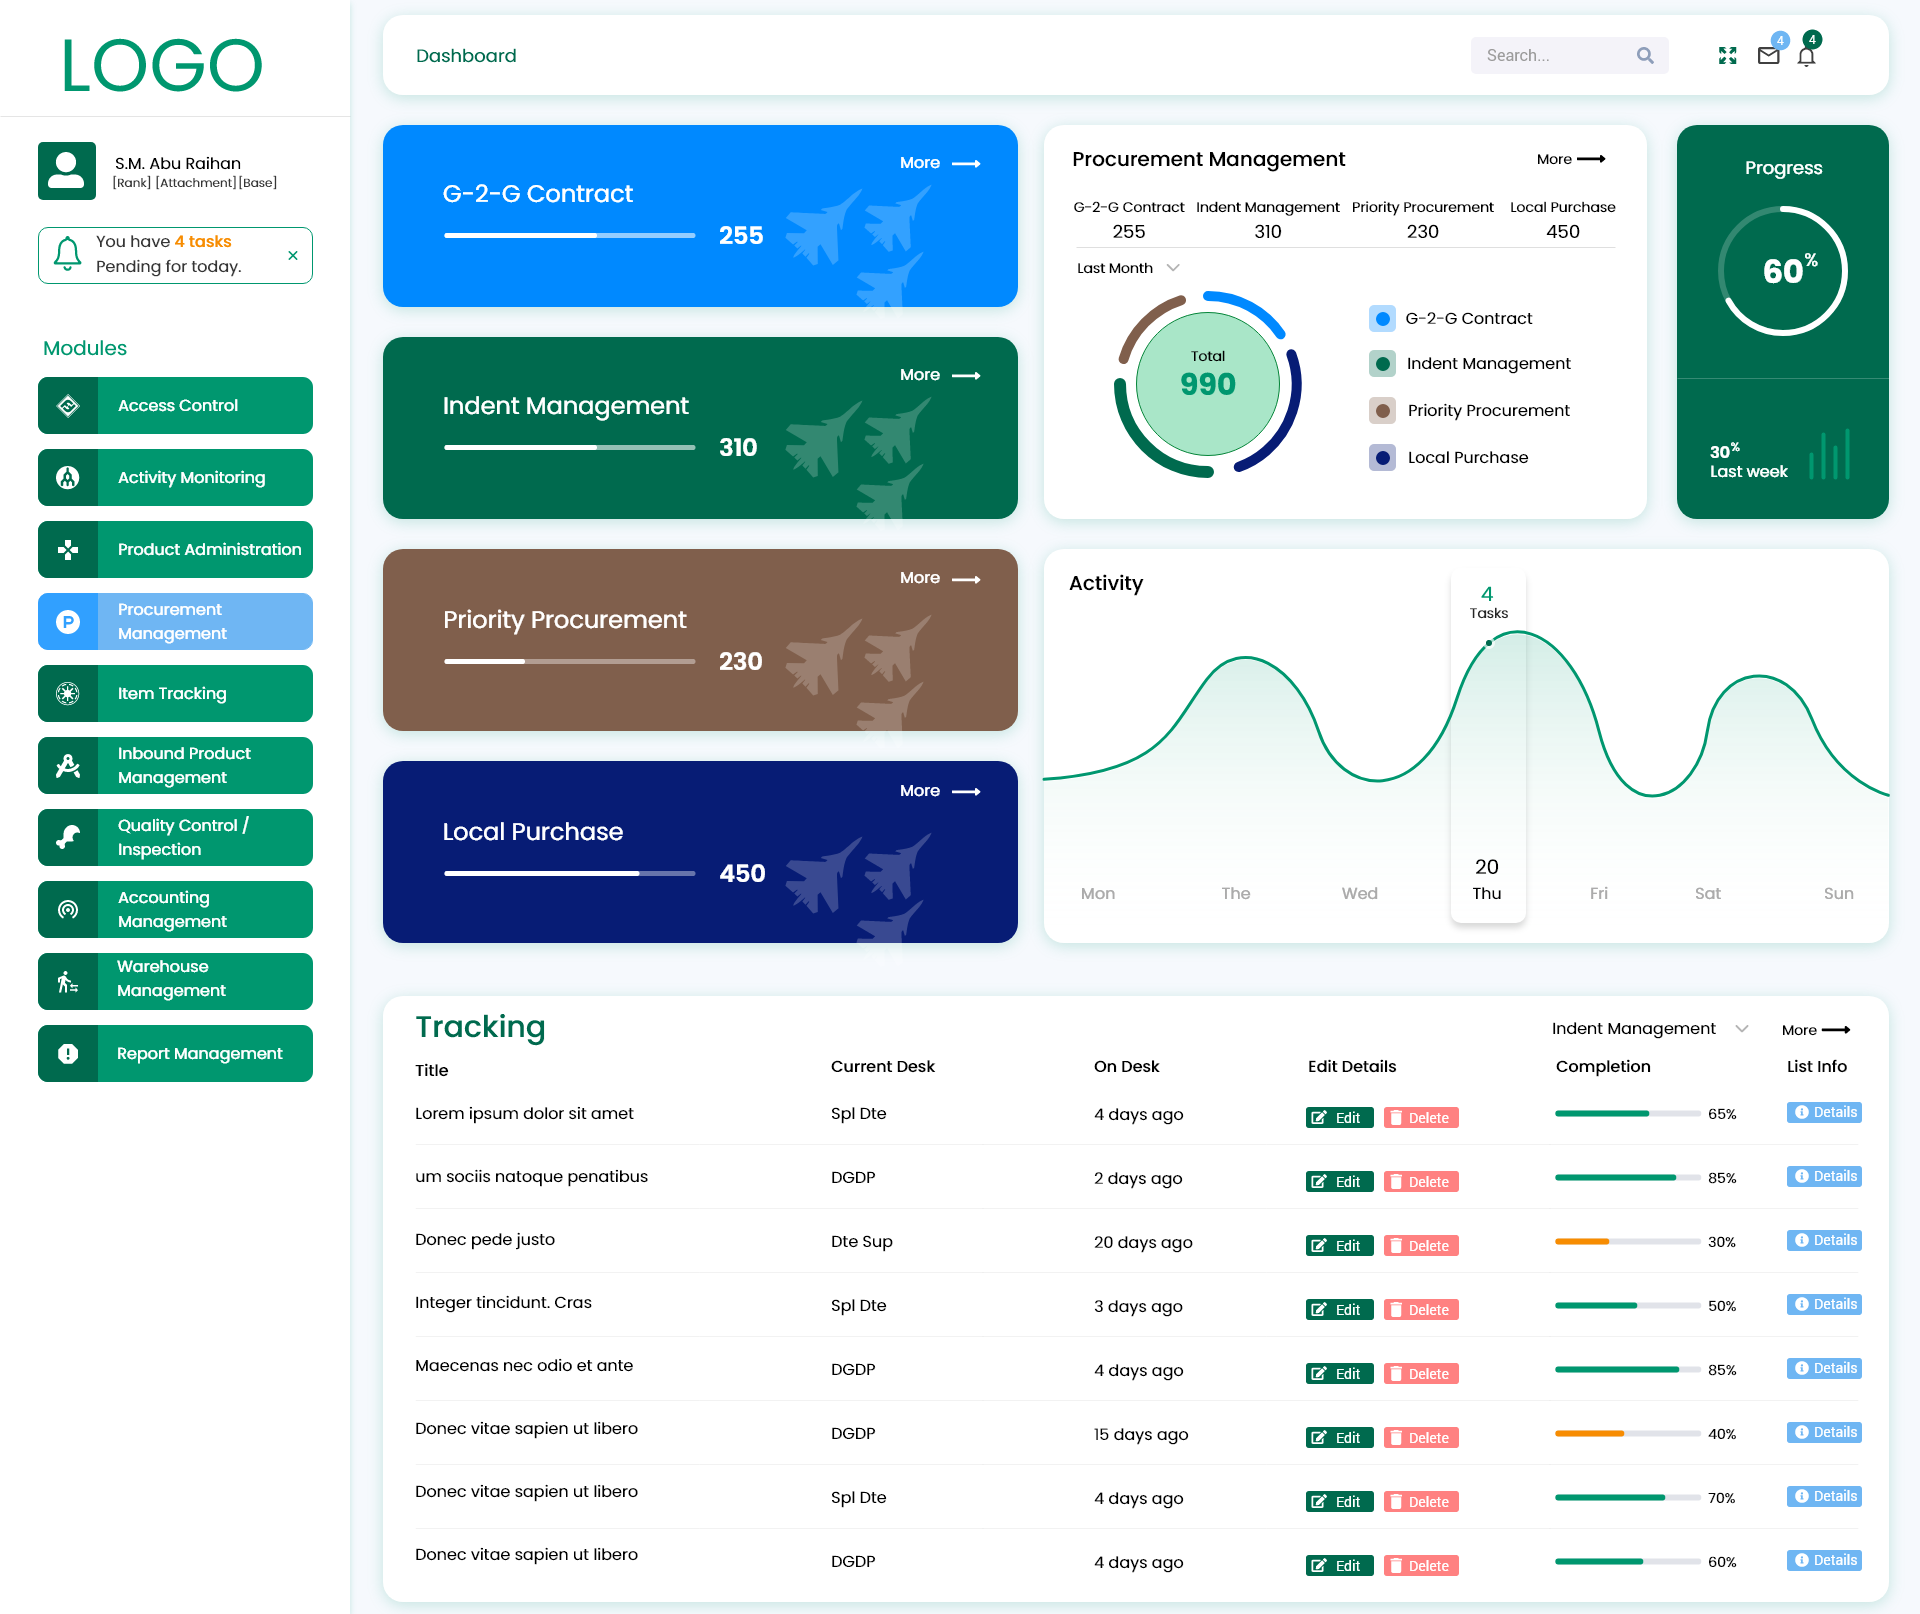 LOGO
S.M. Abu Raihan
[Rank] [Attachment][Base]
You have 4 tasks
Pending for today.
×
Modules
Access Control
Activity Monitoring
Product Administration
P
Procurement
Management
Item Tracking
Inbound Product
Management
Quality Control /
Inspection
Accounting
Management
Warehouse
Management
Report Management
Dashboard
Search...
4
4
More
G-2-G Contract
255
More
Indent Management
310
More
Priority Procurement
230
More
Local Purchase
450
Procurement Management
More
G-2-G Contract Indent Management Priority Procurement Local Purchase
255 310 230 450
Last Month
Total
990
G-2-G Contract
Indent Management
Priority Procurement
Local Purchase
Progress
60%
30%
Last week
Activity
4
Tasks
20
Mon The Wed Thu Fri Sat Sun
Tracking
Indent Management
More
Title Current Desk On Desk Edit Details Completion List Info
Lorem ipsum dolor sit amet Spl Dte 4 days ago Edit Delete 65% Details
um sociis natoque penatibus DGDP 2 days ago Edit Delete 85% Details
Donec pede justo Dte Sup 20 days ago Edit Delete 30% Details
Integer tincidunt. Cras Spl Dte 3 days ago Edit Delete 50% Details
Maecenas nec odio et ante DGDP 4 days ago Edit Delete 85% Details
Donec vitae sapien ut libero DGDP 15 days ago Edit Delete 40% Details
Donec vitae sapien ut libero Spl Dte 4 days ago Edit Delete 70% Details
Donec vitae sapien ut libero DGDP 4 days ago Edit Delete 60% Details